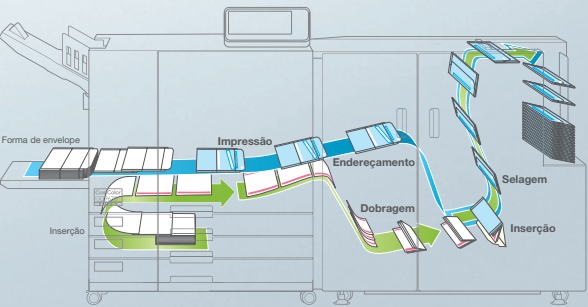 Forma de envelope
Impressão
Endereçamento
Selagem
Dobragem
Inserção
Inserção